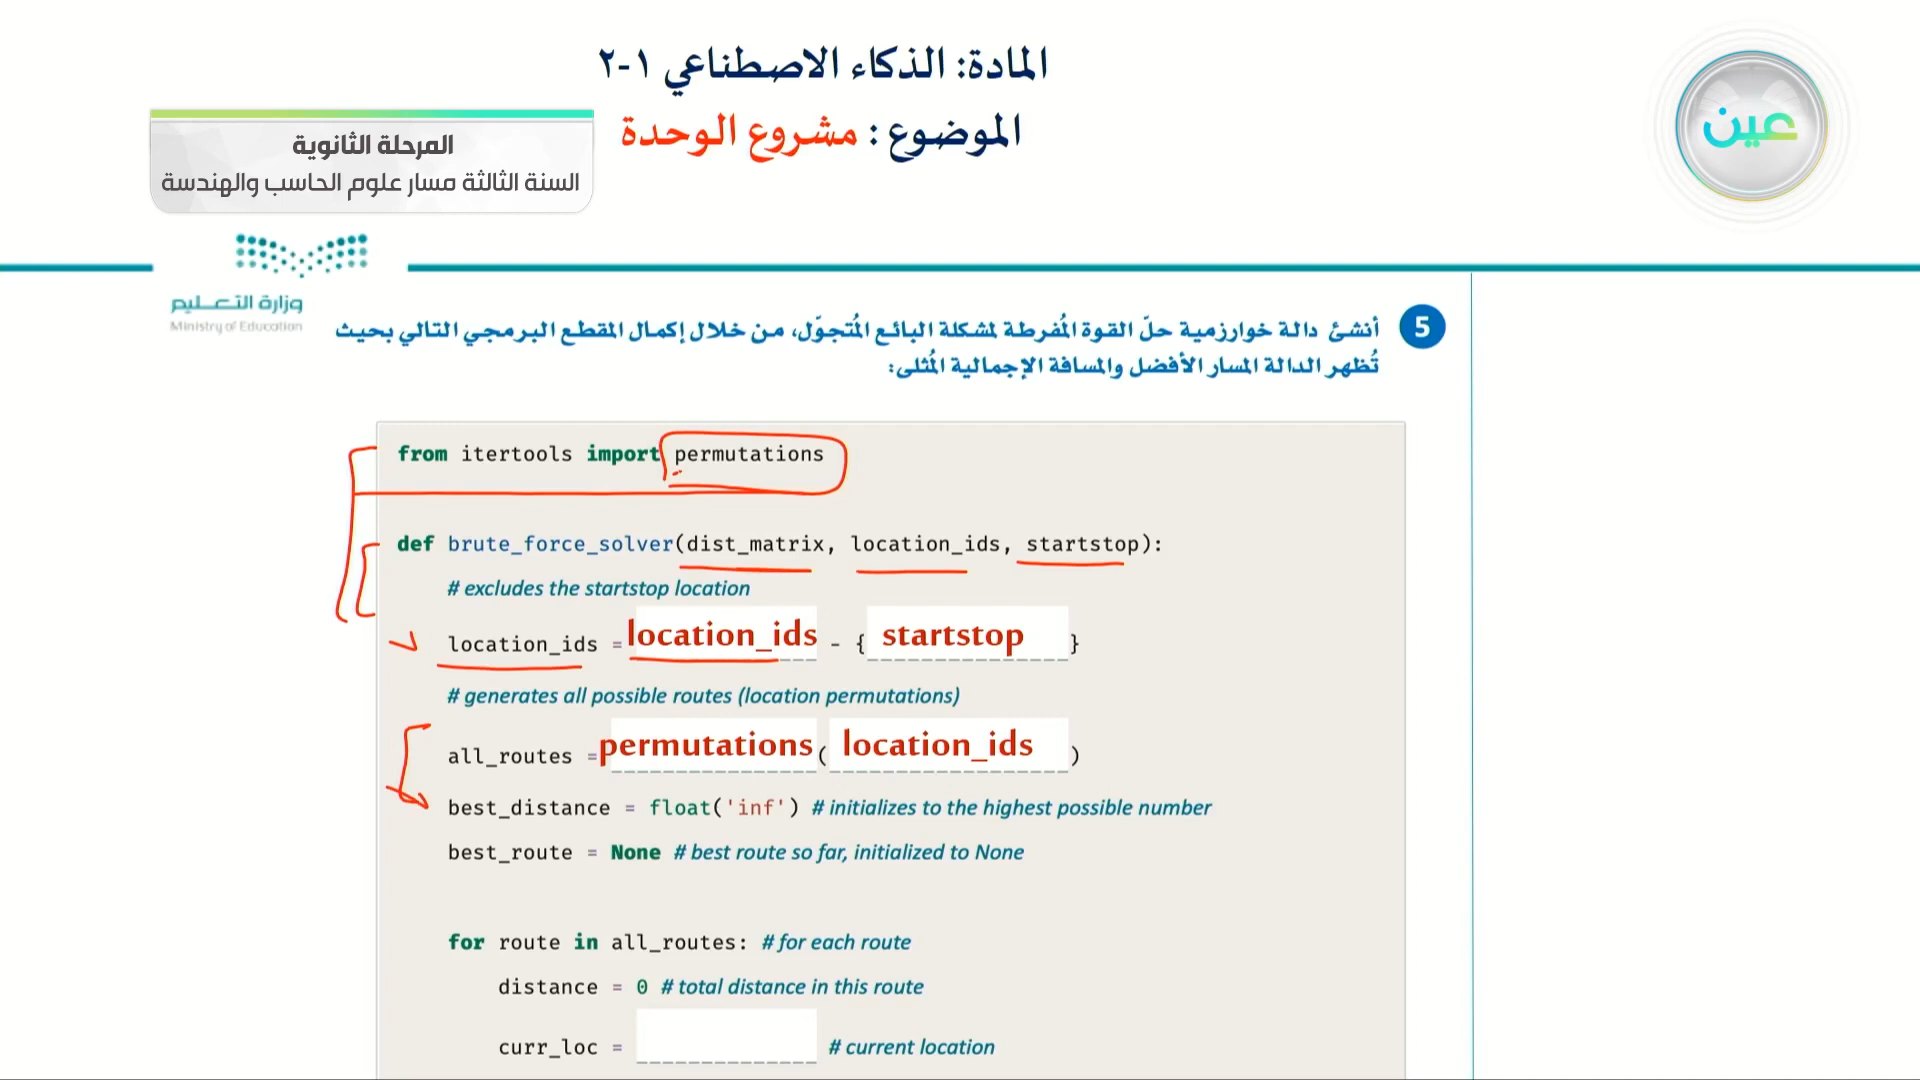 المادة: الذكاء الاصطناعي ١-٢
الموضوع : مشروع الوحدة
المرحلة الثانوية
السنة الثالثة مسار علوم الحاسب والهندسة
عين
وزارة التعليم
Ministry of Education
5 أنشئ دالة خوارزمية حلّ القوة المُفرطة لمشكلة البائع المُتجوّل، من خلال إكمال المقطع البرمجي التالي بحيث
تُظهر الدالة المسار الأفضل والمسافة الإجمالية المُثلى:
from itertools import permutations
def brute_force_solver(dist_matrix, location_ids, startstop):
# excludes the startstop location
location_ids = location_ids - { startstop }
# generates all possible routes (location permutations)
all_routes = permutations ( location_ids )
best_distance = float('inf') # initializes to the highest possible number
best_route = None # best route so far, initialized to None
for route in all_routes: # for each route
distance = 0 # total distance in this route
curr_loc = # current location